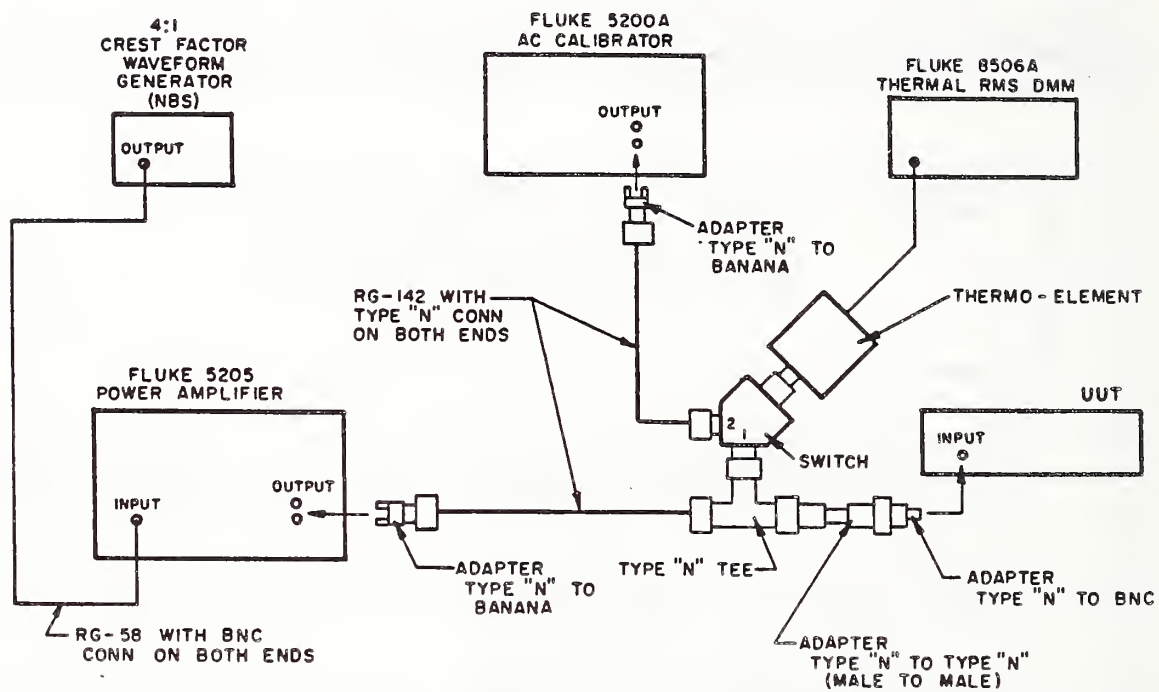 4:1
CREST FACTOR
WAVEFORM
GENERATOR
(NBS)
OUTPUT
FLUKE 5200A
AC CALIBRATOR
OUTPUT
FLUKE 8506A
THERMAL RMS DMM
ADAPTER
TYPE "N" TO
BANANA
RG-142 WITH
TYPE "N" CONN
ON BOTH ENDS
THERMO-ELEMENT
FLUKE 5205
POWER AMPLIFIER
INPUT
OUTPUT
2
1
SWITCH
UUT
INPUT
ADAPTER
TYPE "N" TO
BANANA
TYPE "N" TEE
ADAPTER
TYPE "N" TO BNC
RG-58 WITH BNC
CONN ON BOTH ENDS
ADAPTER
TYPE "N" TO TYPE "N"
(MALE TO MALE)